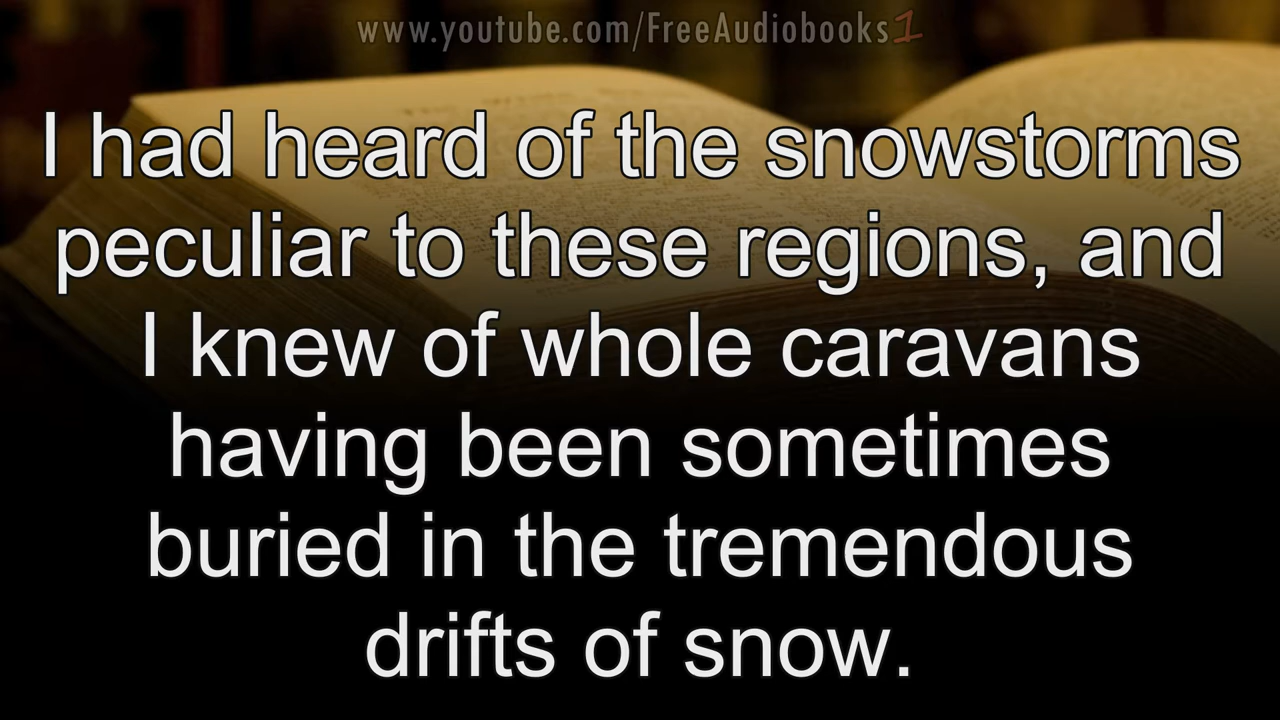 www.youtube.com/FreeAudiobooks1
I had heard of the snowstorms
peculiar to these regions, and
I knew of whole caravans
having been sometimes
buried in the tremendous
drifts of snow.